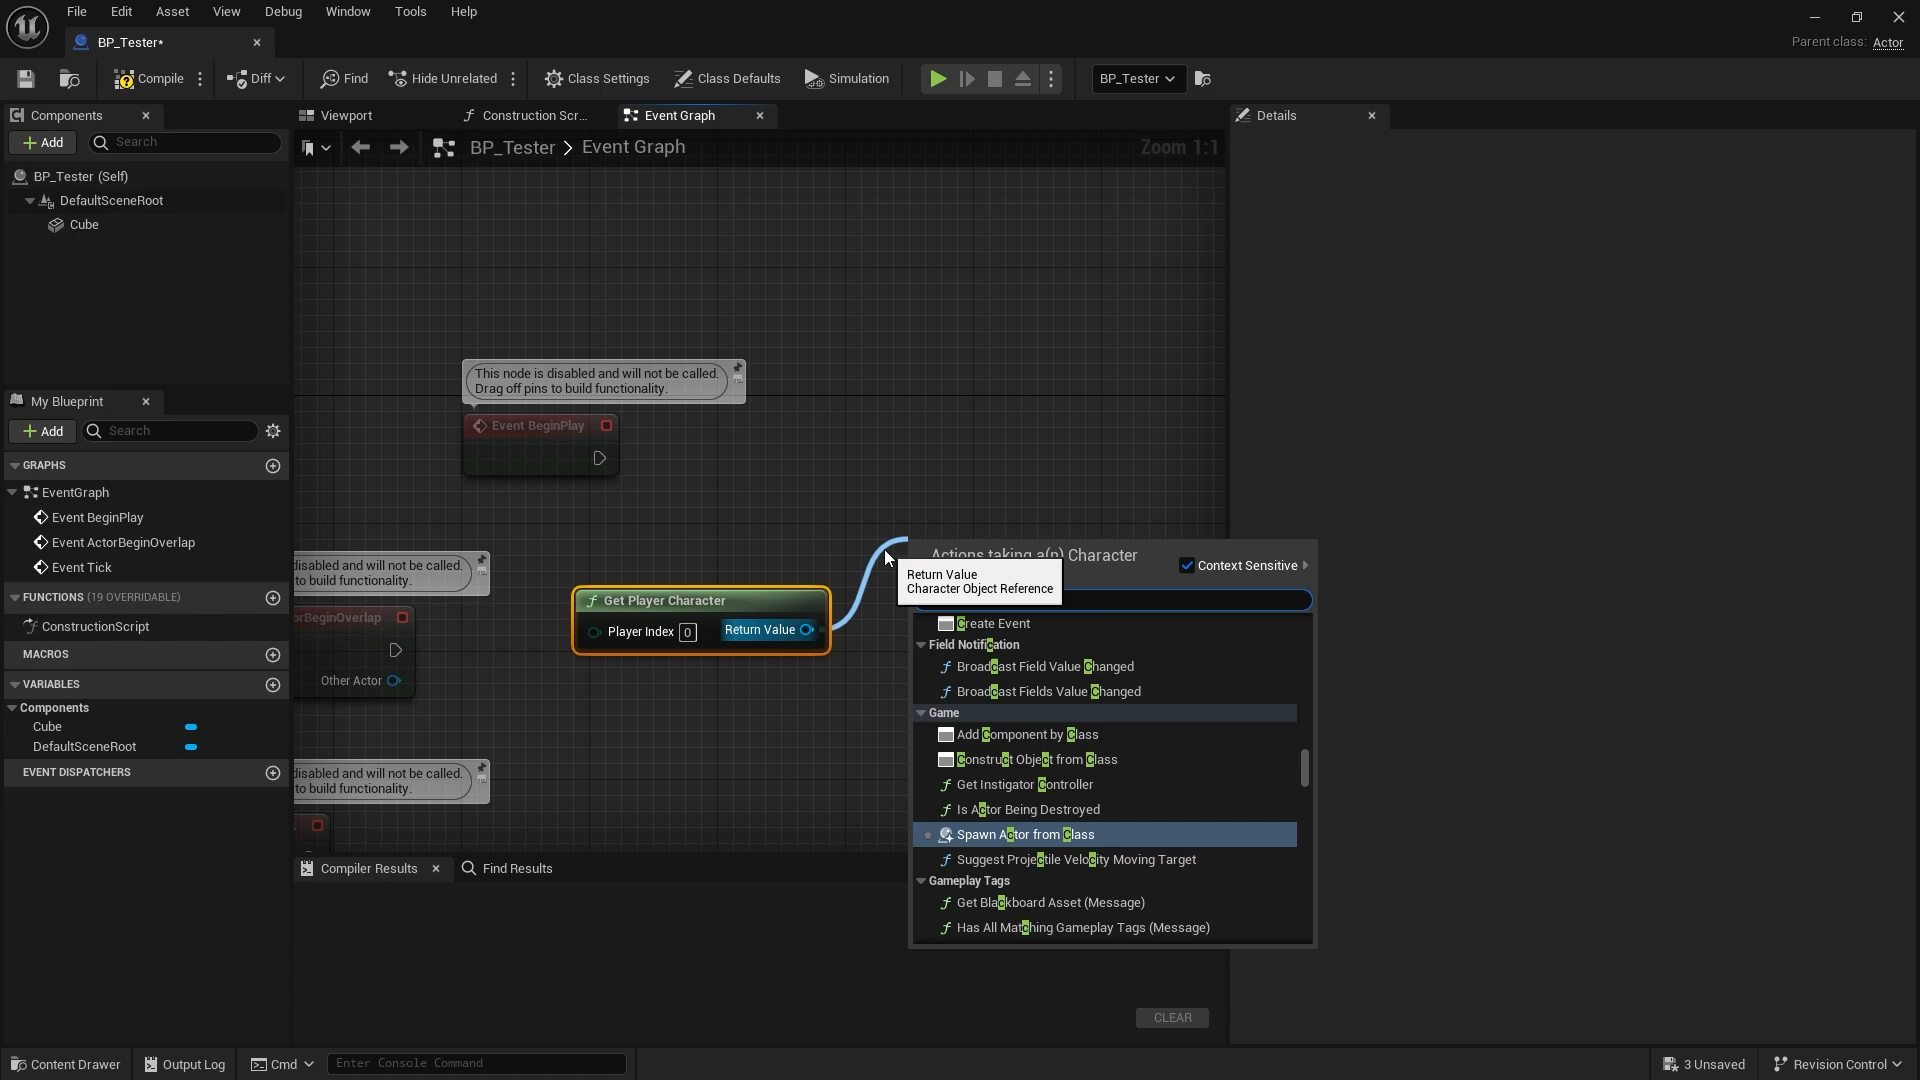 File Edit Asset View Debug Window Tools Help
BP_Tester*
Parent class: Actor
Compile Diff Find Hide Unrelated Class Settings Class Defaults Simulation BP_Tester
Components
Add Search
BP_Tester (Self)
DefaultSceneRoot
Cube
My Blueprint
Add Search
GRAPHS
EventGraph
Event BeginPlay
Event ActorBeginOverlap
Event Tick
FUNCTIONS (19 OVERRIDABLE)
ConstructionScript
MACROS
VARIABLES
Components
Cube
DefaultSceneRoot
EVENT DISPATCHERS
Viewport Construction Scr... Event Graph
BP_Tester > Event Graph
Zoom 1:1
This node is disabled and will not be called.
Drag off pins to build functionality.
Event BeginPlay
disabled and will not be called.
to build functionality.
orBeginOverlap
Other Actor
disabled and will not be called.
to build functionality.
Get Player Character
Player Index 0 Return Value
Actions taking a(n) Character
Context Sensitive
Return Value
Character Object Reference
Create Event
Field Notification
Broadcast Field Value Changed
Broadcast Fields Value Changed
Game
Add Component by Class
Construct Object from Class
Get Instigator Controller
Is Actor Being Destroyed
Spawn Actor from Class
Suggest Projectile Velocity Moving Target
Gameplay Tags
Get Blackboard Asset (Message)
Has All Matching Gameplay Tags (Message)
Compiler Results Find Results
CLEAR
Details
Content Drawer Output Log Cmd Enter Console Command
3 Unsaved Revision Control